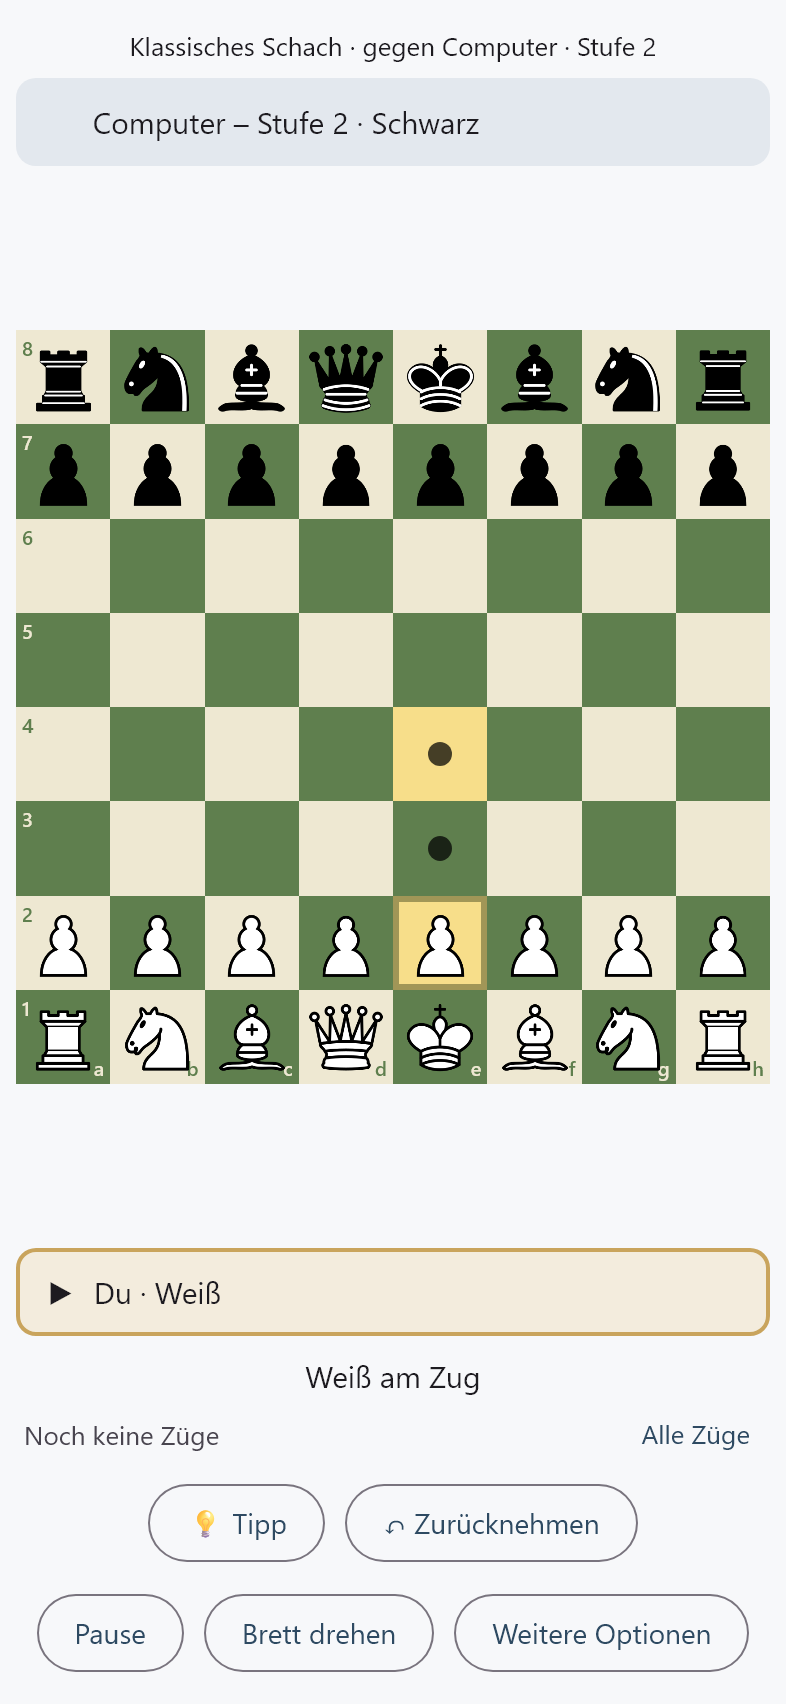 Klassisches Schach · gegen Computer · Stufe 2
Computer – Stufe 2 · Schwarz
8
7
6
5
4
3
2
1
a b c d e f g h
▶ Du · Weiß
Weiß am Zug
Noch keine Züge Alle Züge
💡 Tipp ⤺ Zurücknehmen
Pause Brett drehen Weitere Optionen